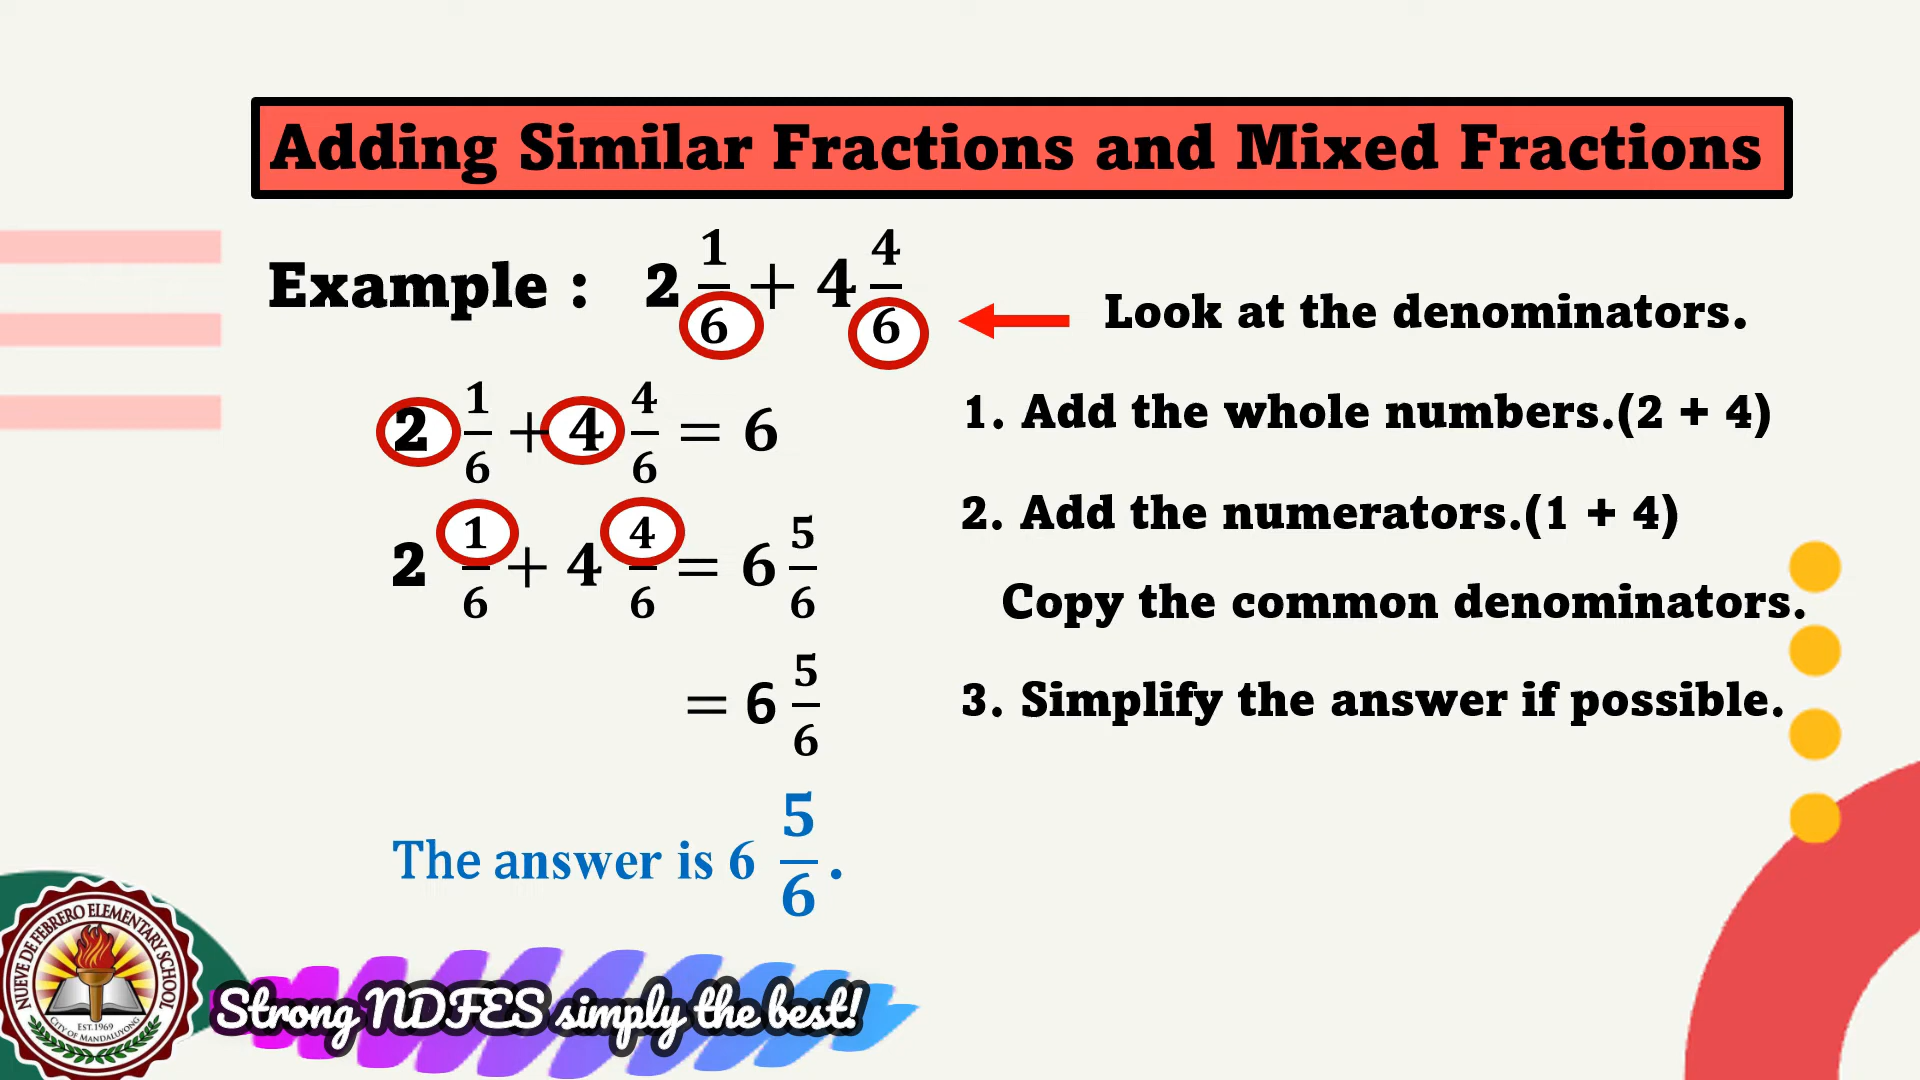 Adding Similar Fractions and Mixed Fractions
Example : 2 1/6 + 4 4/6
Look at the denominators.
2 1/6 + 4 4/6 = 6
1. Add the whole numbers.(2 + 4)
2 1/6 + 4 4/6 = 6 5/6
2. Add the numerators.(1 + 4)
Copy the common denominators.
= 6 5/6
3. Simplify the answer if possible.
The answer is 6 5/6.
NUEVE DE FEBRERO ELEMENTARY SCHOOL
EST.1969
CITY OF MANDALUYONG
Strong NDFES simply the best!